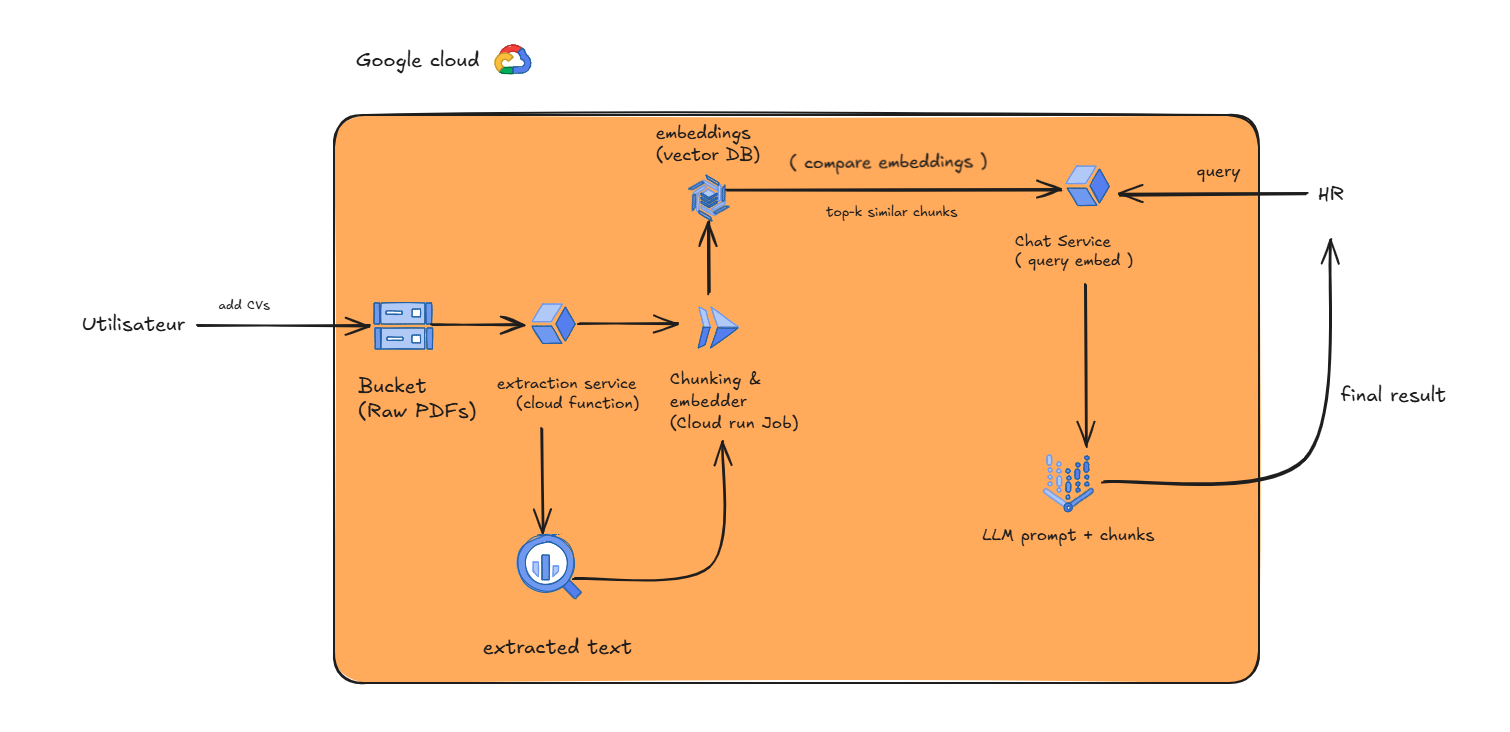 Google cloud
embeddings
(vector DB)
( compare embeddings )
top-k similar chunks
query
HR
Chat Service
( query embed )
Utilisateur
add CVs
Bucket
(Raw PDFs)
extraction service
(cloud function)
Chunking &
embedder
(Cloud run Job)
final result
LLM prompt + chunks
extracted text